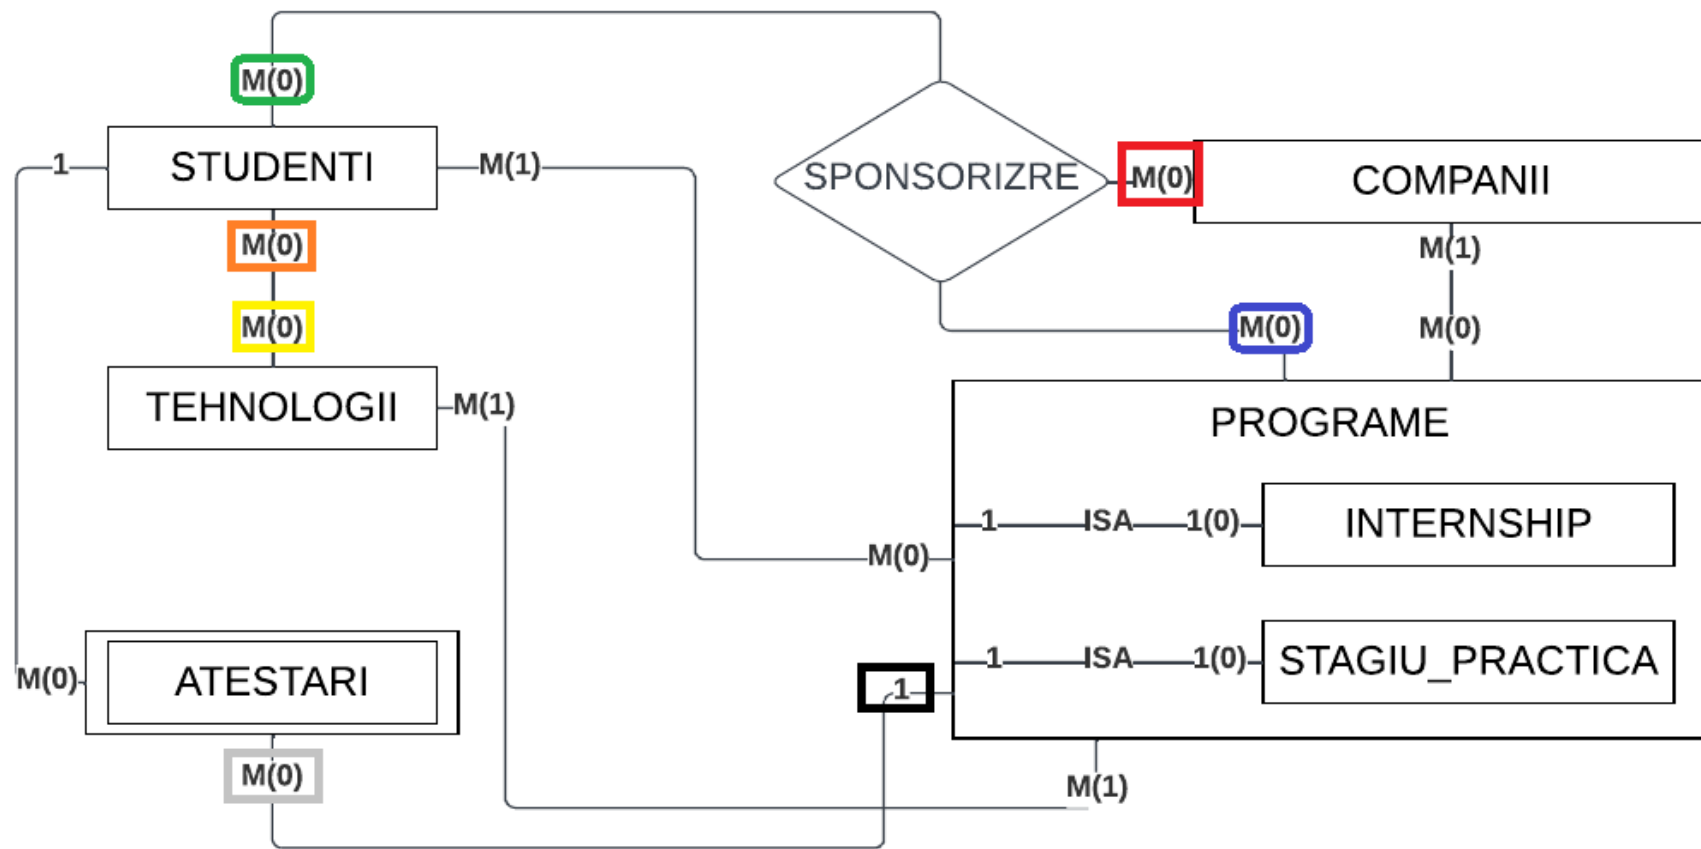 M(0)
STUDENTI
1
M(1)
SPONSORIZRE
M(0)
COMPANII
M(0)
M(1)
M(0)
M(0)
M(0)
TEHNOLOGII
M(1)
PROGRAME
1
ISA
1(0)
INTERNSHIP
M(0)
1
ISA
1(0)
STAGIU_PRACTICA
ATESTARI
M(0)
1
M(0)
M(1)